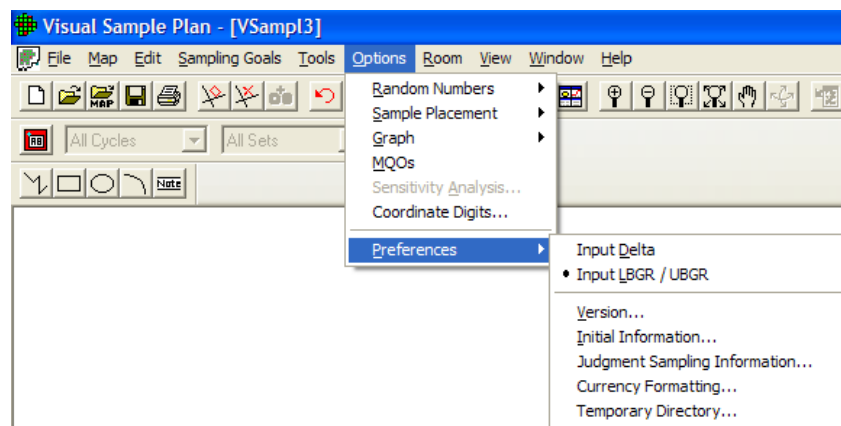 Visual Sample Plan - [VSampl3]
File Map Edit Sampling Goals Tools Options Room View Window Help
MAP
RB All Cycles All Sets
Note
Random Numbers
Sample Placement
Graph
MQOs
Sensitivity Analysis...
Coordinate Digits...
Preferences
Input Delta
Input LBGR / UBGR
Version...
Initial Information...
Judgment Sampling Information...
Currency Formatting...
Temporary Directory...